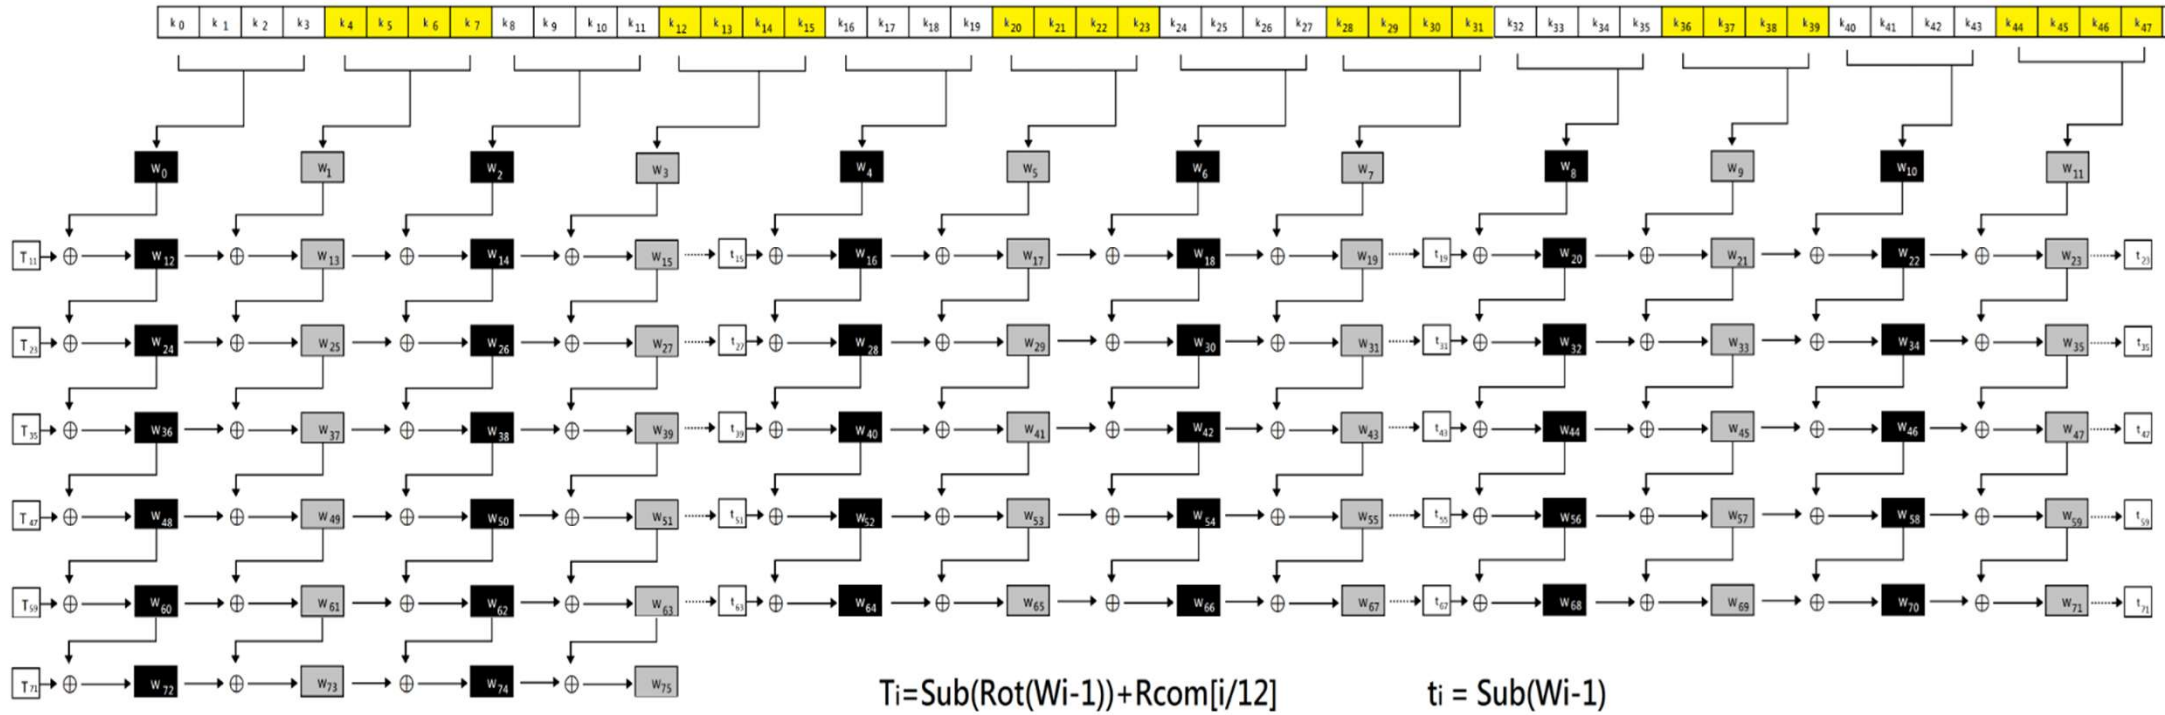 k0 k1 k2 k3 k4 k5 k6 k7 k8 k9 k10 k11 k12 k13 k14 k15 k16 k17 k18 k19 k20 k21 k22 k23 k24 k25 k26 k27 k28 k29 k30 k31 k32 k33 k34 k35 k36 k37 k38 k39 k40 k41 k42 k43 k44 k45 k46 k47
W0 W1 W2 W3 W4 W5 W6 W7 W8 W9 W10 W11
T11 ⊕ W12 ⊕ W13 ⊕ W14 ⊕ W15 t15 ⊕ W16 ⊕ W17 ⊕ W18 ⊕ W19 t19 ⊕ W20 ⊕ W21 ⊕ W22 ⊕ W23 t23
T23 ⊕ W24 ⊕ W25 ⊕ W26 ⊕ W27 t27 ⊕ W28 ⊕ W29 ⊕ W30 ⊕ W31 t31 ⊕ W32 ⊕ W33 ⊕ W34 ⊕ W35 t35
T35 ⊕ W36 ⊕ W37 ⊕ W38 ⊕ W39 t39 ⊕ W40 ⊕ W41 ⊕ W42 ⊕ W43 t43 ⊕ W44 ⊕ W45 ⊕ W46 ⊕ W47 t47
T47 ⊕ W48 ⊕ W49 ⊕ W50 ⊕ W51 t51 ⊕ W52 ⊕ W53 ⊕ W54 ⊕ W55 t55 ⊕ W56 ⊕ W57 ⊕ W58 ⊕ W59 t59
T59 ⊕ W60 ⊕ W61 ⊕ W62 ⊕ W63 t63 ⊕ W64 ⊕ W65 ⊕ W66 ⊕ W67 t67 ⊕ W68 ⊕ W69 ⊕ W70 ⊕ W71 t71
T71 ⊕ W72 ⊕ W73 ⊕ W74 ⊕ W75
Ti=Sub(Rot(Wi-1))+Rcom[i/12] ti = Sub(Wi-1)